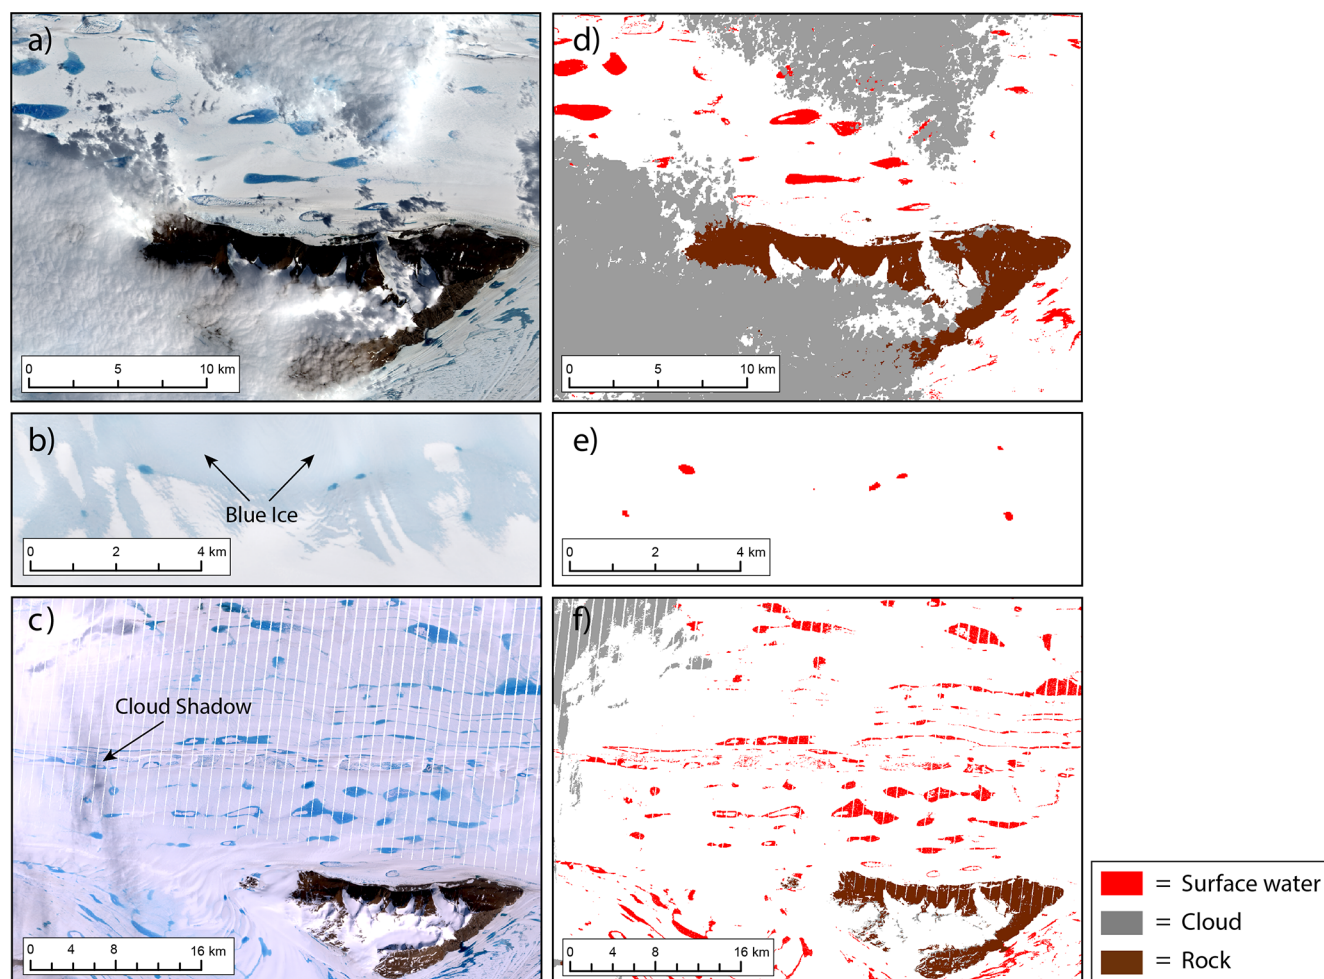 a)
0 5 10 km
d)
0 5 10 km
b)
Blue Ice
0 2 4 km
e)
0 2 4 km
c)
Cloud Shadow
0 4 8 16 km
f)
0 4 8 16 km
= Surface water
= Cloud
= Rock